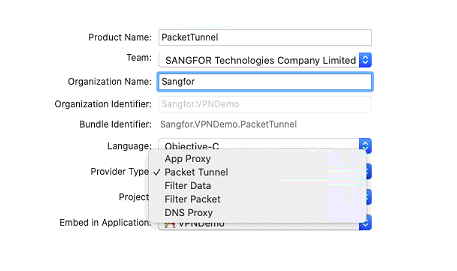 Product Name: PacketTunnel
Team: SANGFOR Technologies Company Limited
Organization Name: Sangfor
Organization Identifier: Sangfor.VPNDemo
Bundle Identifier: Sangfor.VPNDemo.PacketTunnel
Language: Objective-C
App Proxy
Provider Type ✓ Packet Tunnel
Filter Data
Project Filter Packet
DNS Proxy
Embed in Application: VPNDemo